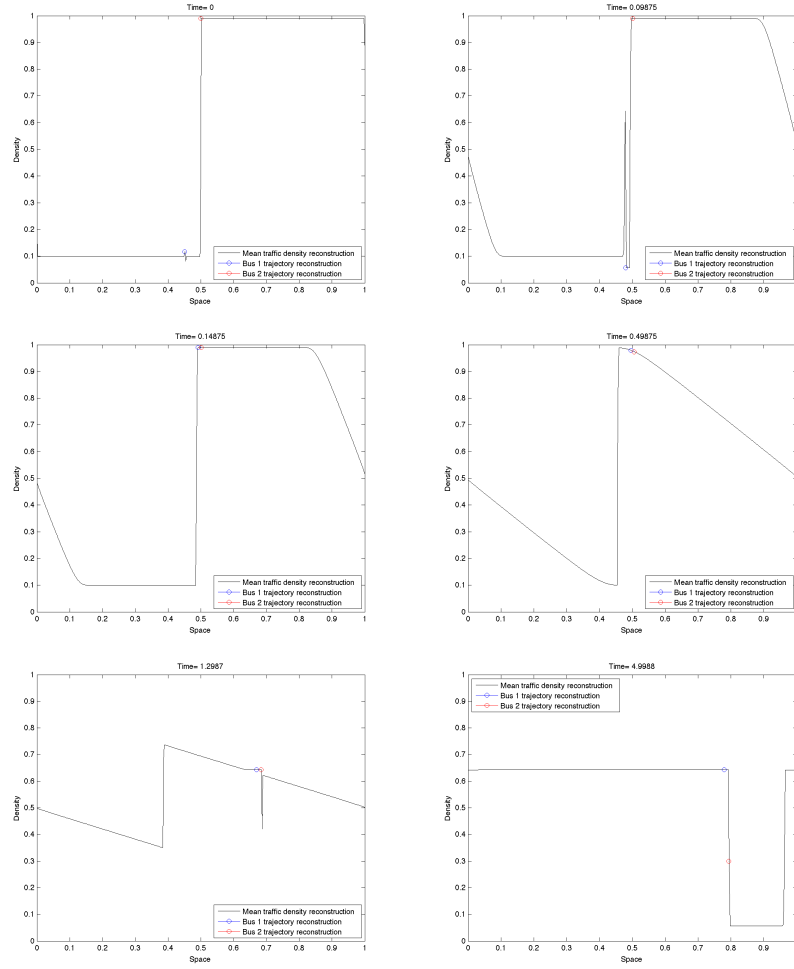 Time= 0
Density
1
0.9
0.8
0.7
0.6
0.5
0.4
0.3
0.2
0.1
0
Mean traffic density reconstruction
Bus 1 trajectory reconstruction
Bus 2 trajectory reconstruction
0 0.1 0.2 0.3 0.4 0.5 0.6 0.7 0.8 0.9 1
Space
Time= 0.09875
Density
1
0.9
0.8
0.7
0.6
0.5
0.4
0.3
0.2
0.1
0
Mean traffic density reconstruction
Bus 1 trajectory reconstruction
Bus 2 trajectory reconstruction
0 0.1 0.2 0.3 0.4 0.5 0.6 0.7 0.8 0.9
Space
Time= 0.14875
Density
1
0.9
0.8
0.7
0.6
0.5
0.4
0.3
0.2
0.1
0
Mean traffic density reconstruction
Bus 1 trajectory reconstruction
Bus 2 trajectory reconstruction
0 0.1 0.2 0.3 0.4 0.5 0.6 0.7 0.8 0.9 1
Space
Time= 0.49875
Density
1
0.9
0.8
0.7
0.6
0.5
0.4
0.3
0.2
0.1
0
Mean traffic density reconstruction
Bus 1 trajectory reconstruction
Bus 2 trajectory reconstruction
0 0.1 0.2 0.3 0.4 0.5 0.6 0.7 0.8 0.9
Space
Time= 1.2987
Density
1
0.9
0.8
0.7
0.6
0.5
0.4
0.3
0.2
0.1
0
Mean traffic density reconstruction
Bus 1 trajectory reconstruction
Bus 2 trajectory reconstruction
0 0.1 0.2 0.3 0.4 0.5 0.6 0.7 0.8 0.9 1
Space
Time= 4.9988
Density
1
0.9
0.8
0.7
0.6
0.5
0.4
0.3
0.2
0.1
0
Mean traffic density reconstruction
Bus 1 trajectory reconstruction
Bus 2 trajectory reconstruction
0 0.1 0.2 0.3 0.4 0.5 0.6 0.7 0.8 0.9
Space